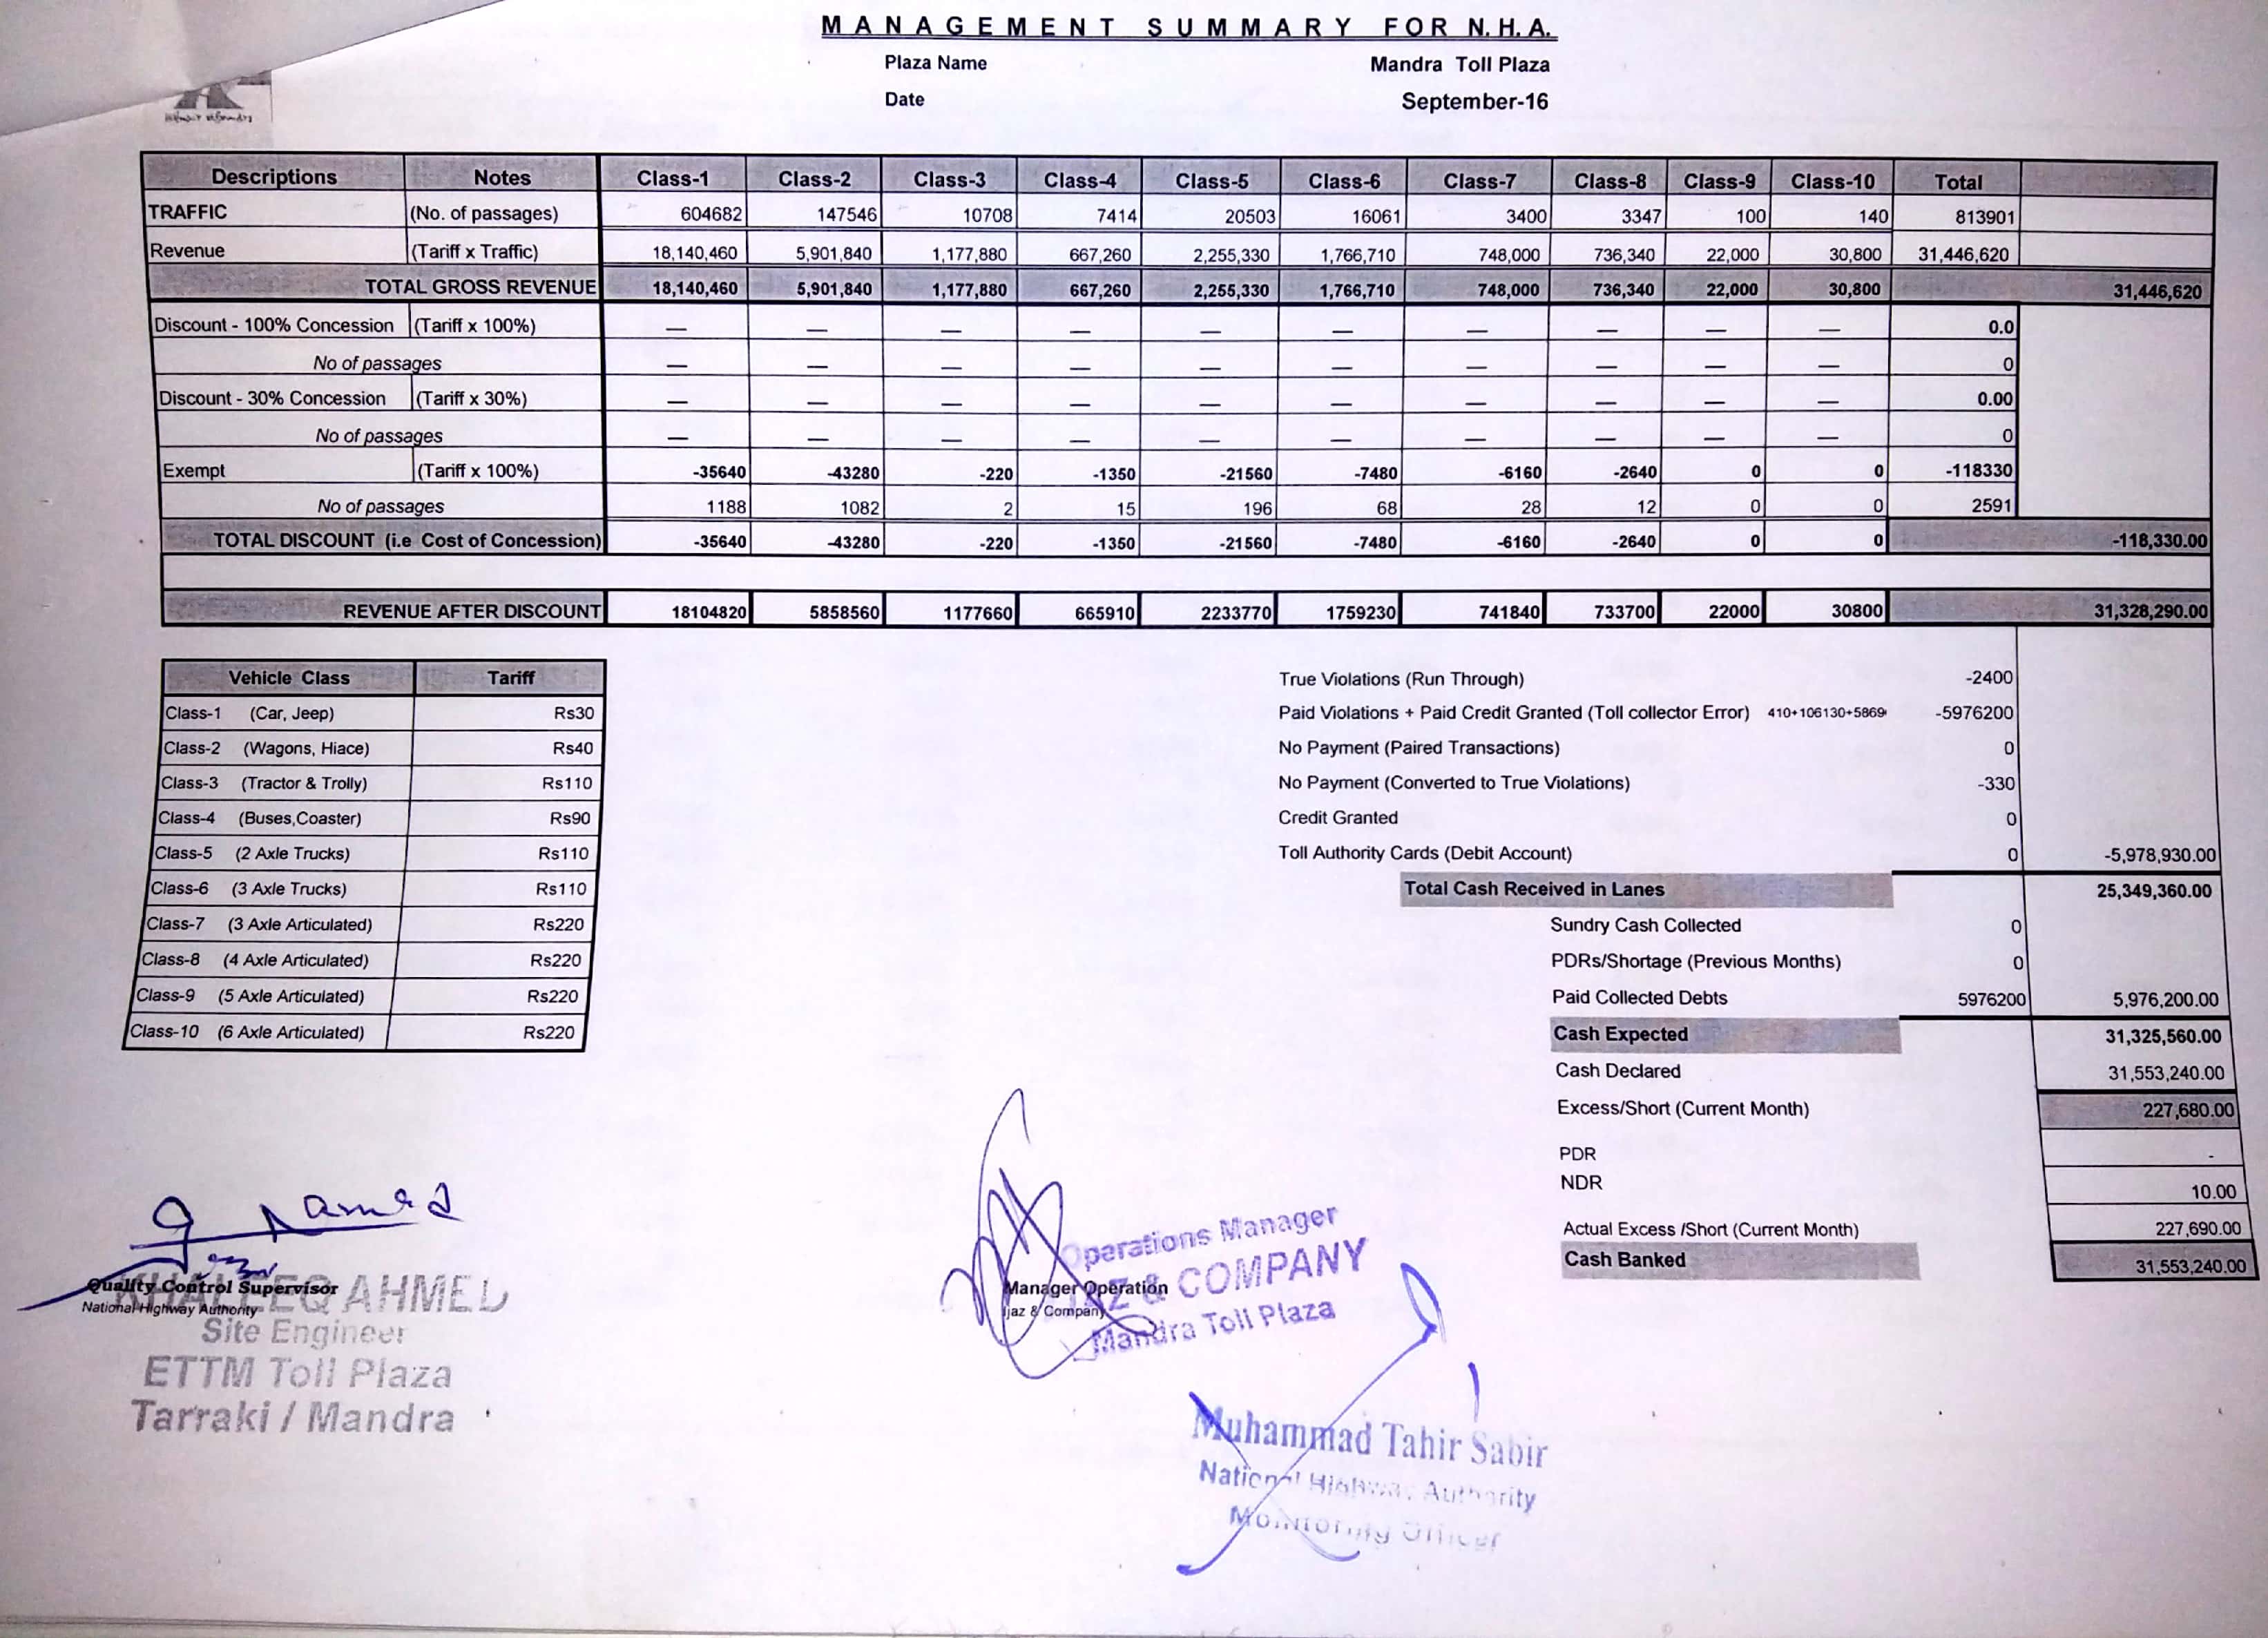 MANAGEMENT SUMMARY FOR N.H.A.
Plaza Name Mandra Toll Plaza
Date September-16
Descriptions Notes Class-1 Class-2 Class-3 Class-4 Class-5 Class-6 Class-7 Class-8 Class-9 Class-10 Total
TRAFFIC (No. of passages) 604682 147546 10708 7414 20503 16061 3400 3347 100 140 813901
Revenue (Tariff x Traffic) 18,140,460 5,901,840 1,177,880 667,260 2,255,330 1,766,710 748,000 736,340 22,000 30,800 31,446,620
TOTAL GROSS REVENUE 18,140,460 5,901,840 1,177,880 667,260 2,255,330 1,766,710 748,000 736,340 22,000 30,800 31,446,620
Discount - 100% Concession (Tariff x 100%) — — — — — — — — — — 0.0
No of passages — — — — — — — — — — 0
Discount - 30% Concession (Tariff x 30%) — — — — — — — — — — 0.00
No of passages — — — — — — — — — — 0
Exempt (Tariff x 100%) -35640 -43280 -220 -1350 -21560 -7480 -6160 -2640 0 0 -118330
No of passages 1188 1082 2 15 196 68 28 12 0 0 2591
TOTAL DISCOUNT (i.e Cost of Concession) -35640 -43280 -220 -1350 -21560 -7480 -6160 -2640 0 0 -118,330.00
REVENUE AFTER DISCOUNT 18104820 5858560 1177660 665910 2233770 1759230 741840 733700 22000 30800 31,328,290.00
Vehicle Class Tariff
Class-1 (Car, Jeep) Rs30
Class-2 (Wagons, Hiace) Rs40
Class-3 (Tractor & Trolly) Rs110
Class-4 (Buses,Coaster) Rs90
Class-5 (2 Axle Trucks) Rs110
Class-6 (3 Axle Trucks) Rs110
Class-7 (3 Axle Articulated) Rs220
Class-8 (4 Axle Articulated) Rs220
Class-9 (5 Axle Articulated) Rs220
Class-10 (6 Axle Articulated) Rs220
True Violations (Run Through) -2400
Paid Violations + Paid Credit Granted (Toll collector Error) 410+106130+5869 -5976200
No Payment (Paired Transactions) 0
No Payment (Converted to True Violations) -330
Credit Granted 0
Toll Authority Cards (Debit Account) 0 -5,978,930.00
Total Cash Received in Lanes 25,349,360.00
Sundry Cash Collected 0
PDRs/Shortage (Previous Months) 0
Paid Collected Debts 5976200 5,976,200.00
Cash Expected 31,325,560.00
Cash Declared 31,553,240.00
Excess/Short (Current Month) 227,680.00
PDR -
NDR 10.00
Actual Excess /Short (Current Month) 227,690.00
Cash Banked 31,553,240.00
Quality Control Supervisor
National Highway Authority
KHALEEQ AHMED
Site Engineer
ETTM Toll Plaza
Tarraki / Mandra
Manager Operation
Ijaz & Company
Operations Manager
& COMPANY
Mandra Toll Plaza
Muhammad Tahir Sabir
National Highway Authority
Monitoring Officer